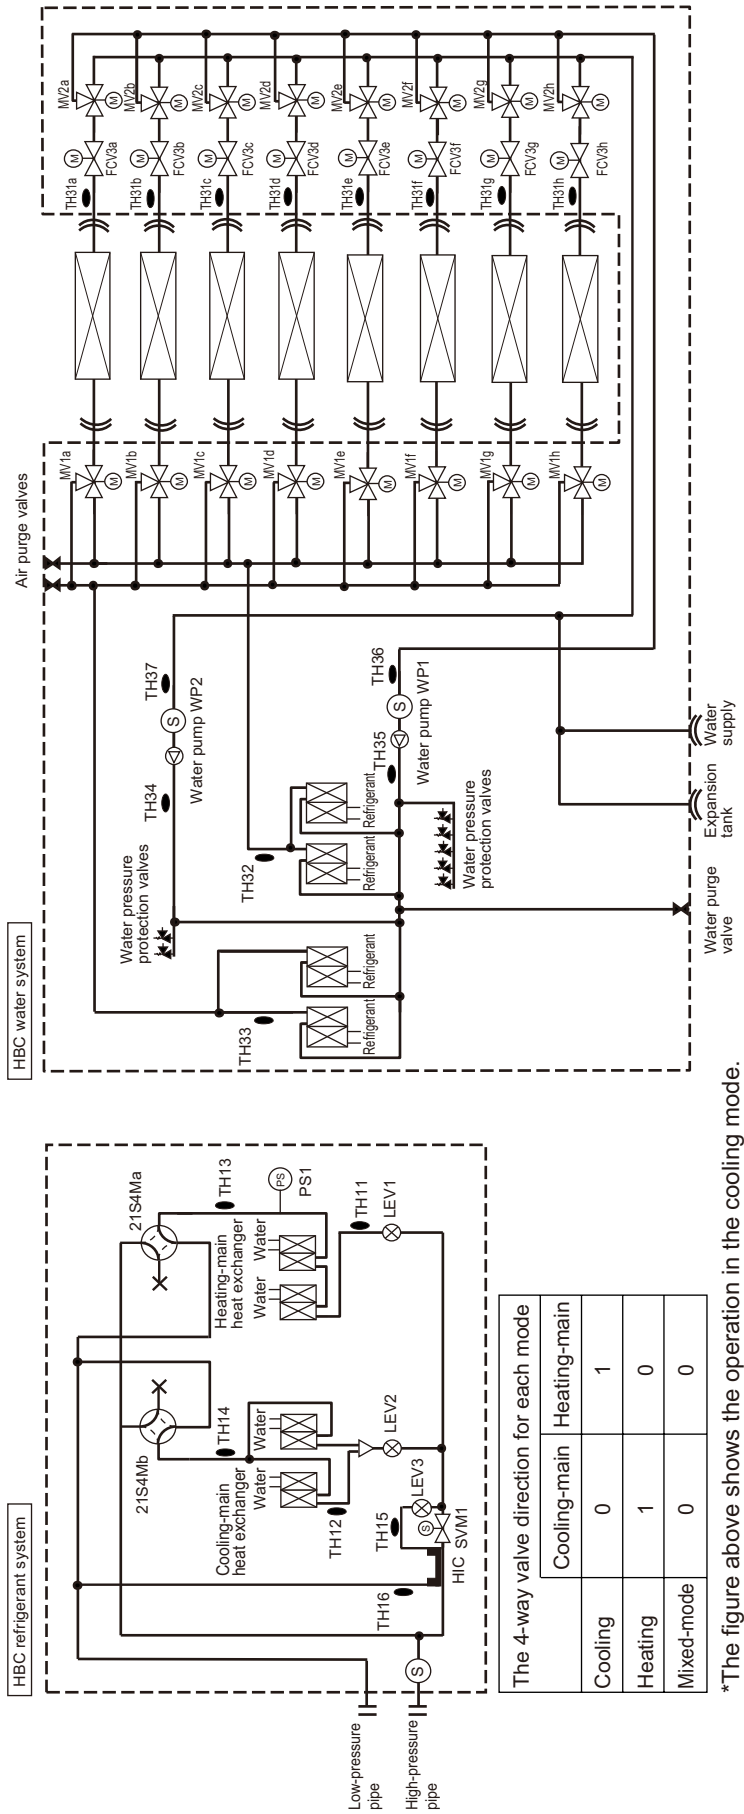 HBC refrigerant system
21S4Mb
21S4Ma
TH14
TH13
Cooling-main
heat exchanger
Water
Water
Heating-main
heat exchanger
Water
Water
PS
PS1
TH12
LEV2
TH11
LEV1
TH15
LEV3
TH16
S
HIC
SVM1
S
Low-pressure
pipe
High-pressure
pipe
The 4-way valve direction for each mode
Cooling-main
Heating-main
Cooling
0
1
Heating
1
0
Mixed-mode
0
0
*The figure above shows the operation in the cooling mode.
HBC water system
Air purge valves
Water pressure
protection valves
TH34
TH37
S
Water pump WP2
TH33
TH32
Refrigerant
Refrigerant
Refrigerant
Refrigerant
TH35
TH36
S
Water pump WP1
Water pressure
protection valves
Water purge
valve
Expansion
tank
Water
supply
MV1a
M
MV1b
M
MV1c
M
MV1d
M
MV1e
M
MV1f
M
MV1g
M
MV1h
M
TH31a
M
FCV3a
MV2a
M
TH31b
M
FCV3b
MV2b
M
TH31c
M
FCV3c
MV2c
M
TH31d
M
FCV3d
MV2d
M
TH31e
M
FCV3e
MV2e
M
TH31f
M
FCV3f
MV2f
M
TH31g
M
FCV3g
MV2g
M
TH31h
M
FCV3h
MV2h
M